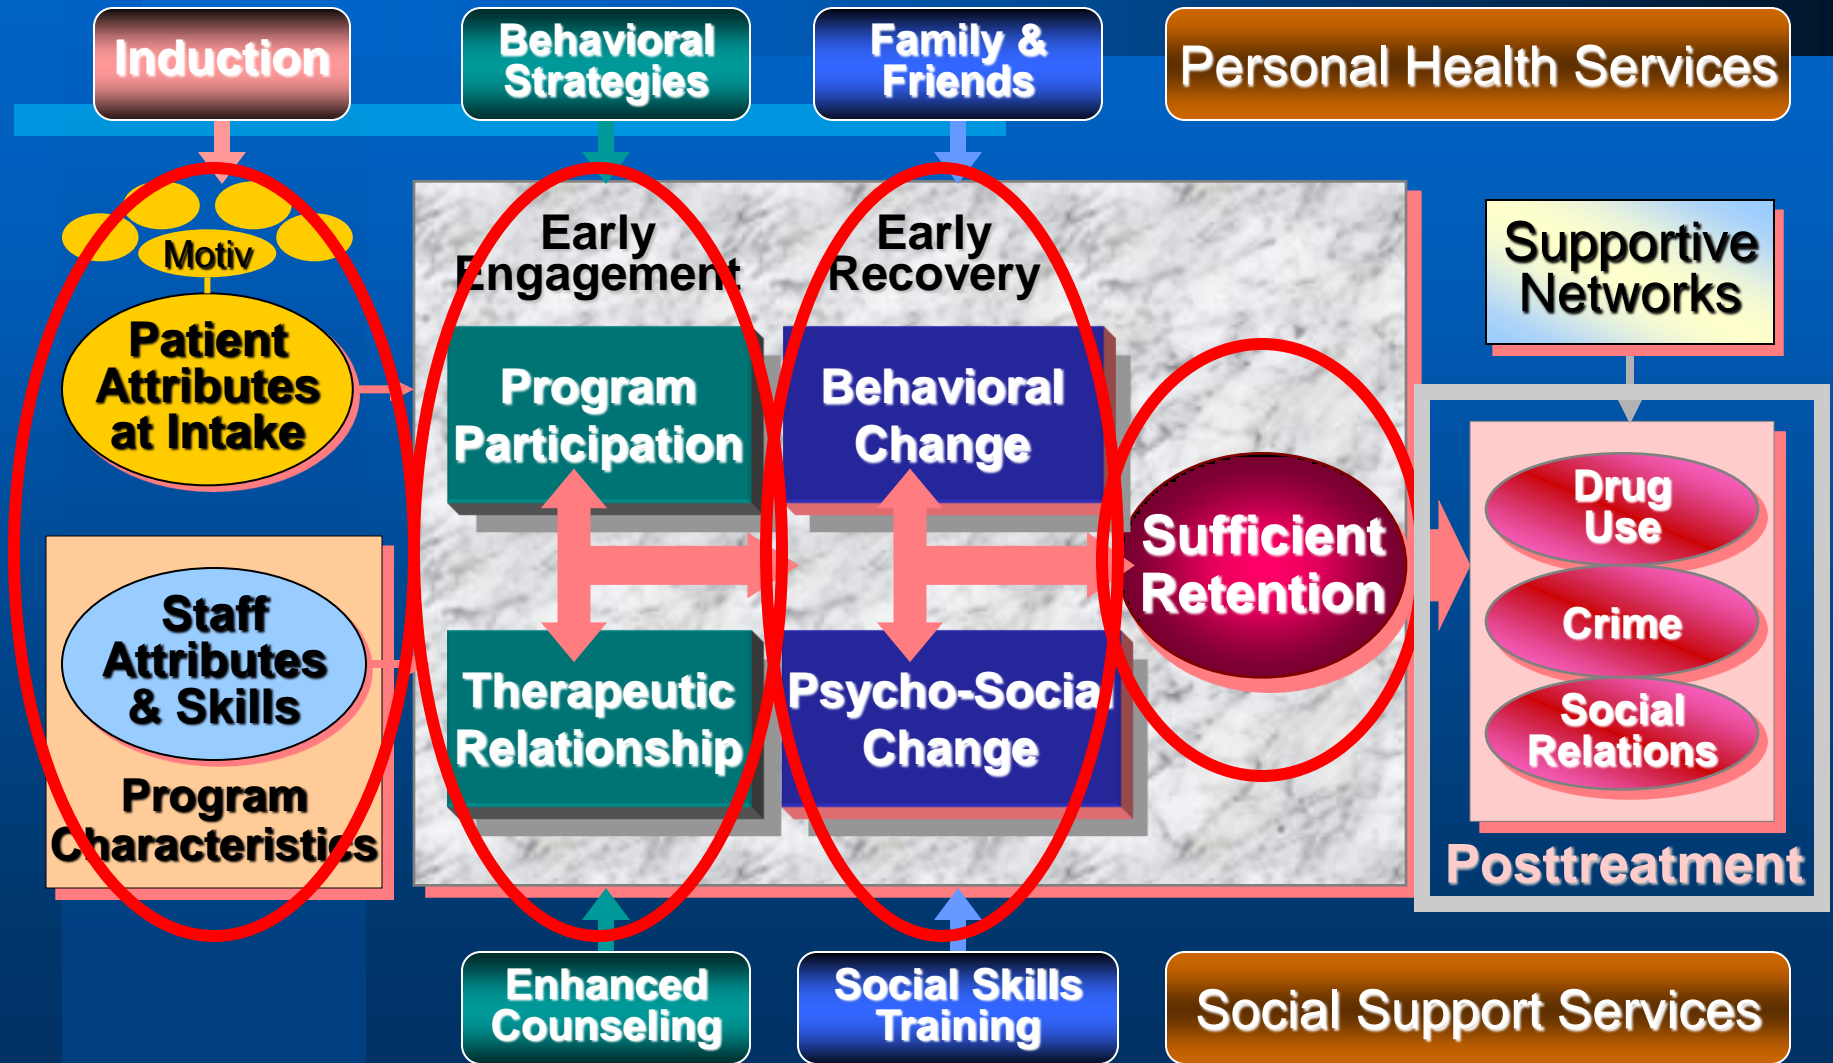 Induction
Behavioral
Strategies
Family &
Friends
Personal Health Services
Motiv
Patient
Attributes
at Intake
Staff
Attributes
& Skills
Program
Characteristics
Early
Engagement
Program
Participation
Therapeutic
Relationship
Early
Recovery
Behavioral
Change
Psycho-Social
Change
Sufficient
Retention
Supportive
Networks
Drug
Use
Crime
Social
Relations
Posttreatment
Enhanced
Counseling
Social Skills
Training
Social Support Services